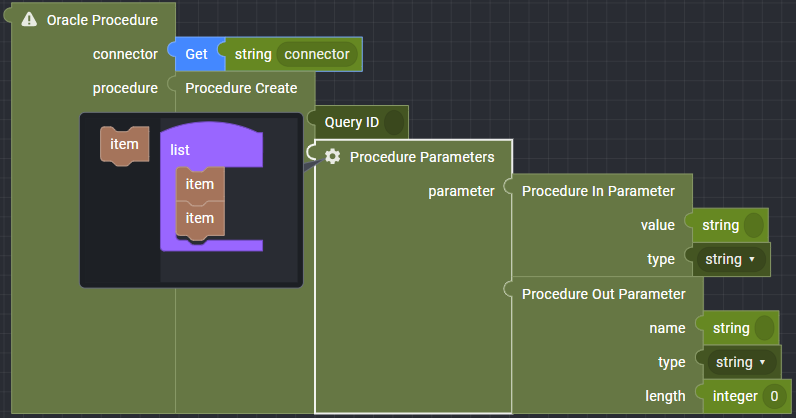 Oracle Procedure
connector Get string connector
procedure Procedure Create
Query ID
item
list
item
item
Procedure Parameters
parameter Procedure In Parameter
value string
type string
Procedure Out Parameter
name string
type string
length integer 0